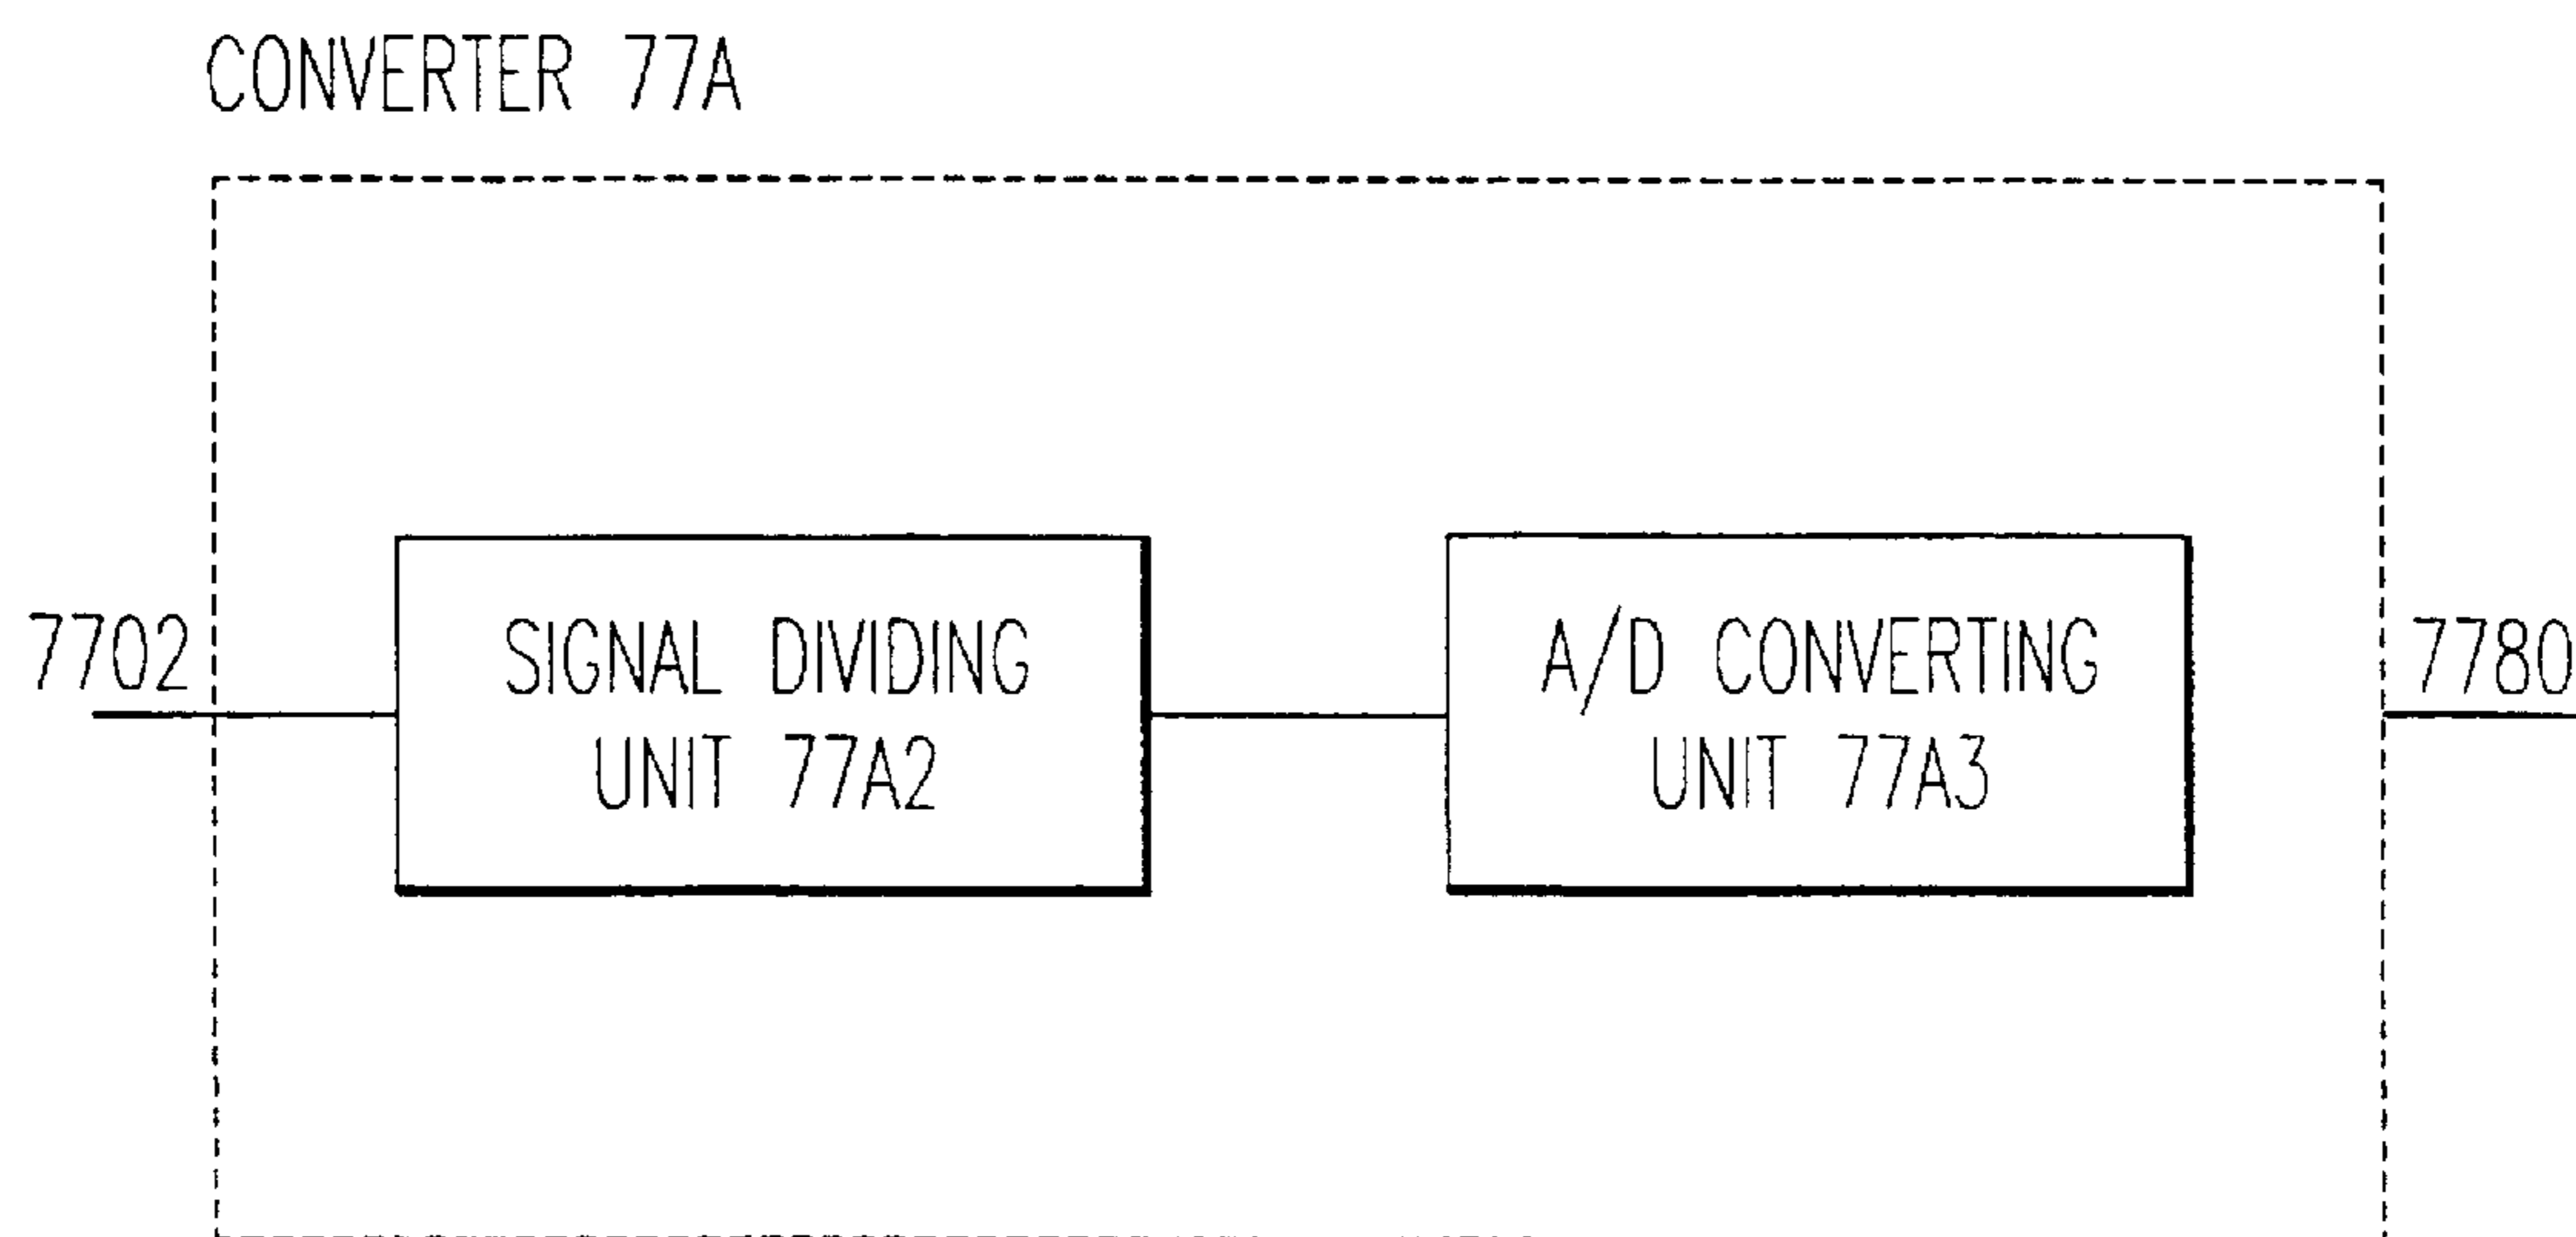 CONVERTER 77A
7702
SIGNAL DIVIDING
UNIT 77A2
A/D CONVERTING
UNIT 77A3
7780